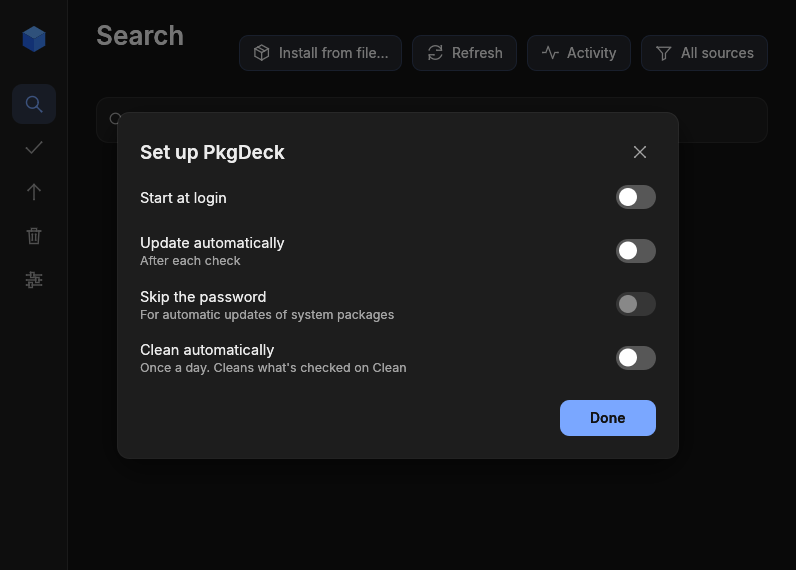 Search
Install from file...
Refresh
Activity
All sources
Set up PkgDeck
Start at login
Update automatically
After each check
Skip the password
For automatic updates of system packages
Clean automatically
Once a day. Cleans what's checked on Clean
Done